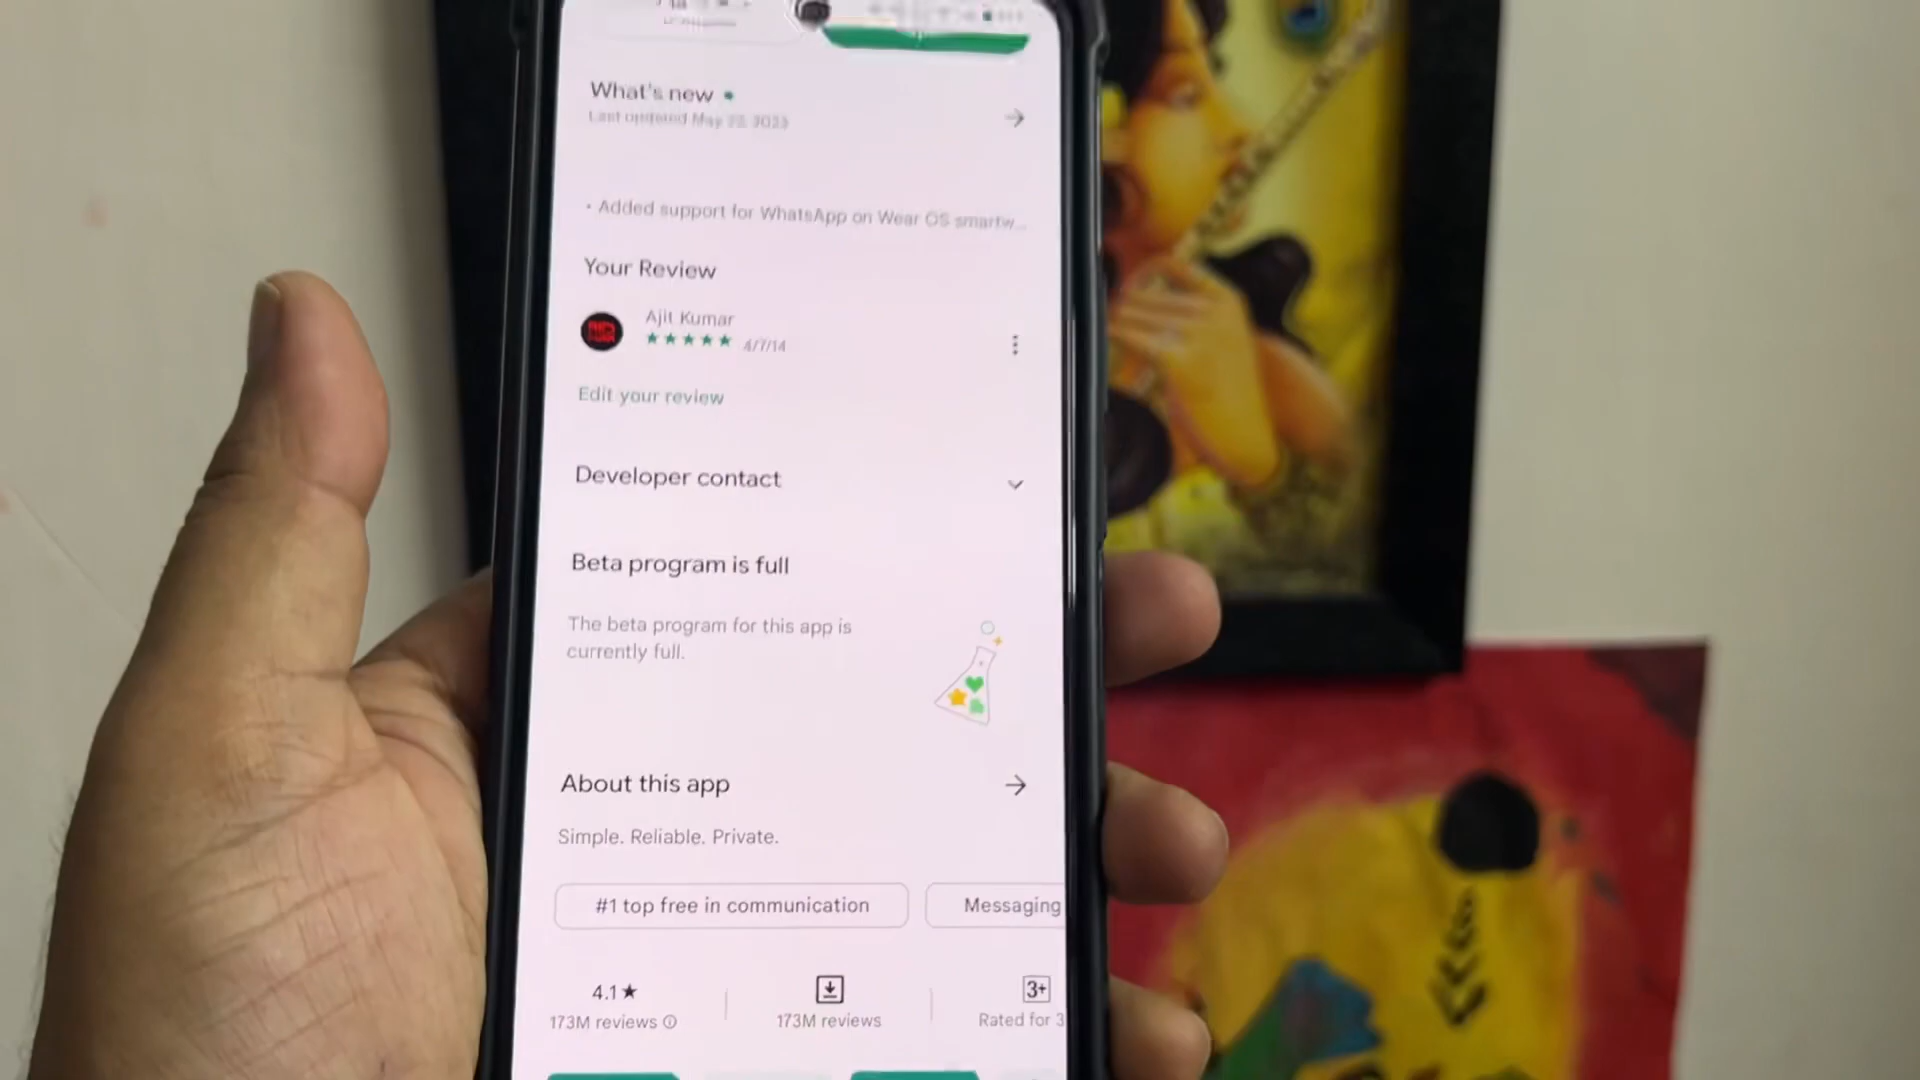 What's new
Last updated May 22, 2023
• Added support for WhatsApp on Wear OS smartw...
Your Review
Ajit Kumar
★★★★★ 4/7/14
Edit your review
Developer contact
Beta program is full
The beta program for this app is
currently full.
About this app
Simple. Reliable. Private.
#1 top free in communication
Messaging
4.1★
3+
173M reviews
173M reviews
Rated for 3